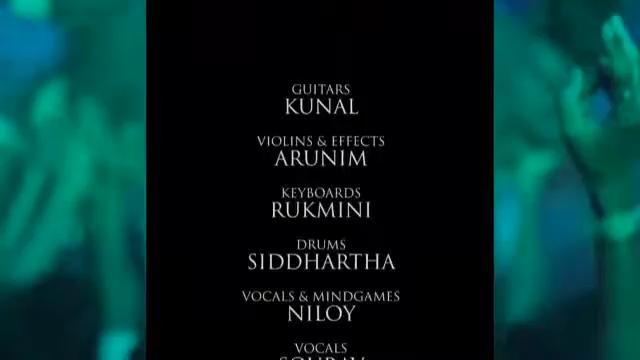 GUITARS
KUNAL
VIOLINS & EFFECTS
ARUNIM
KEYBOARDS
RUKMINI
DRUMS
SIDDHARTHA
VOCALS & MINDGAMES
NILOY
VOCALS